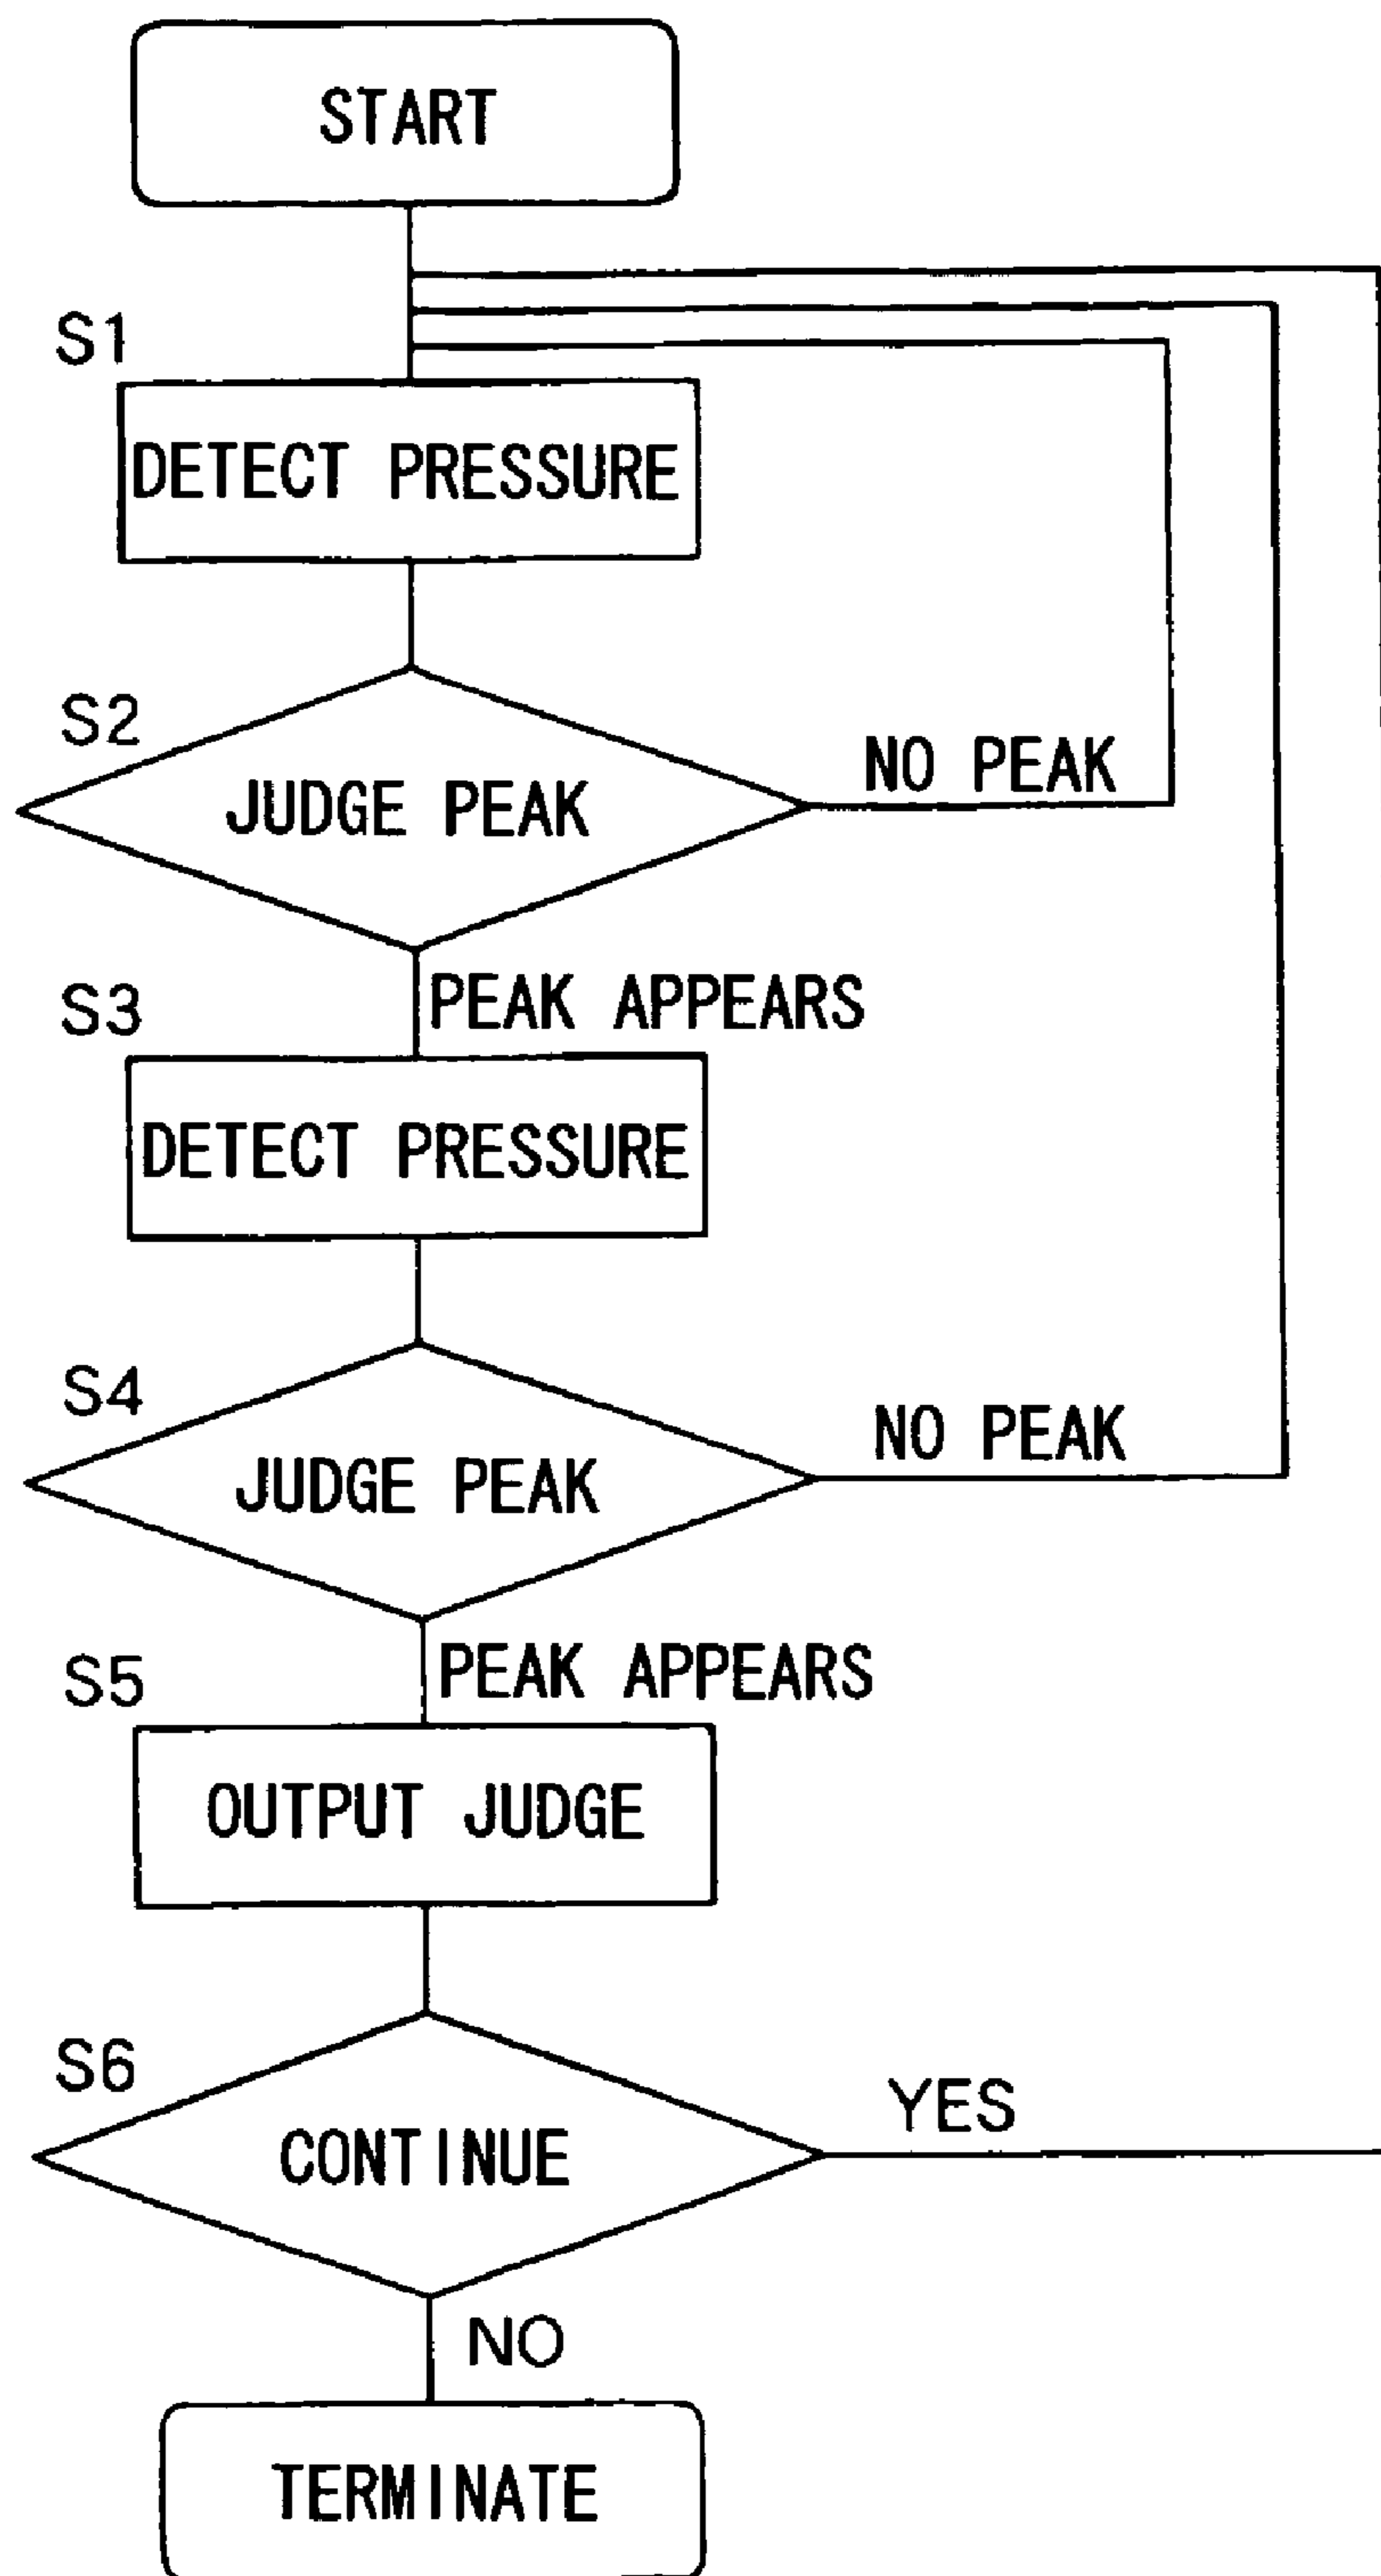 START
S1
DETECT PRESSURE
S2
JUDGE PEAK
NO PEAK
PEAK APPEARS
S3
DETECT PRESSURE
S4
JUDGE PEAK
NO PEAK
PEAK APPEARS
S5
OUTPUT JUDGE
S6
CONTINUE
YES
NO
TERMINATE